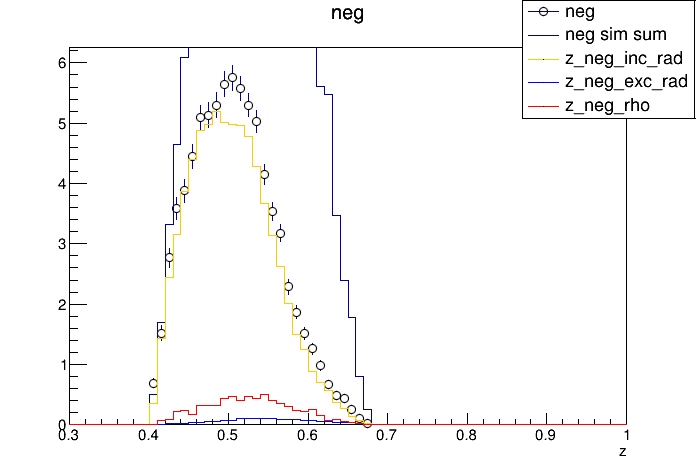 neg
neg
neg sim sum
z_neg_inc_rad
z_neg_exc_rad
z_neg_rho
6
5
4
3
2
1
0
0.3 0.4 0.5 0.6 0.7 0.8 0.9 1
z